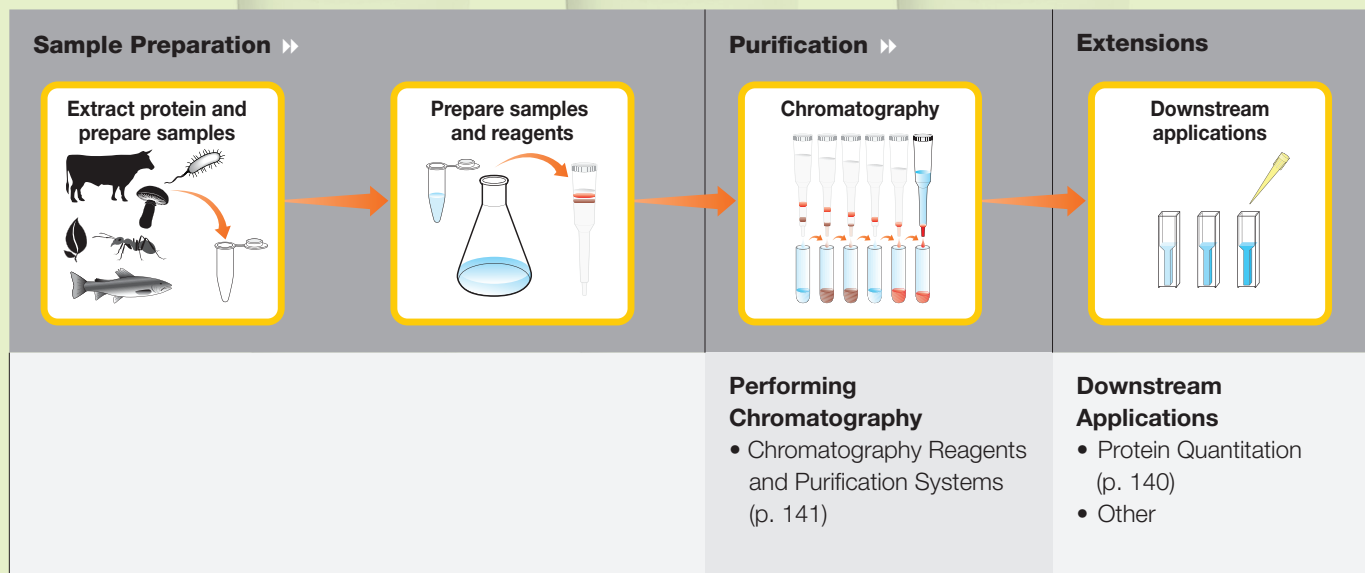 Sample Preparation
Extract protein and
prepare samples
Prepare samples
and reagents
Purification
Chromatography
Extensions
Downstream
applications
Performing
Chromatography
• Chromatography Reagents
and Purification Systems
(p. 141)
Downstream
Applications
• Protein Quantitation
(p. 140)
• Other